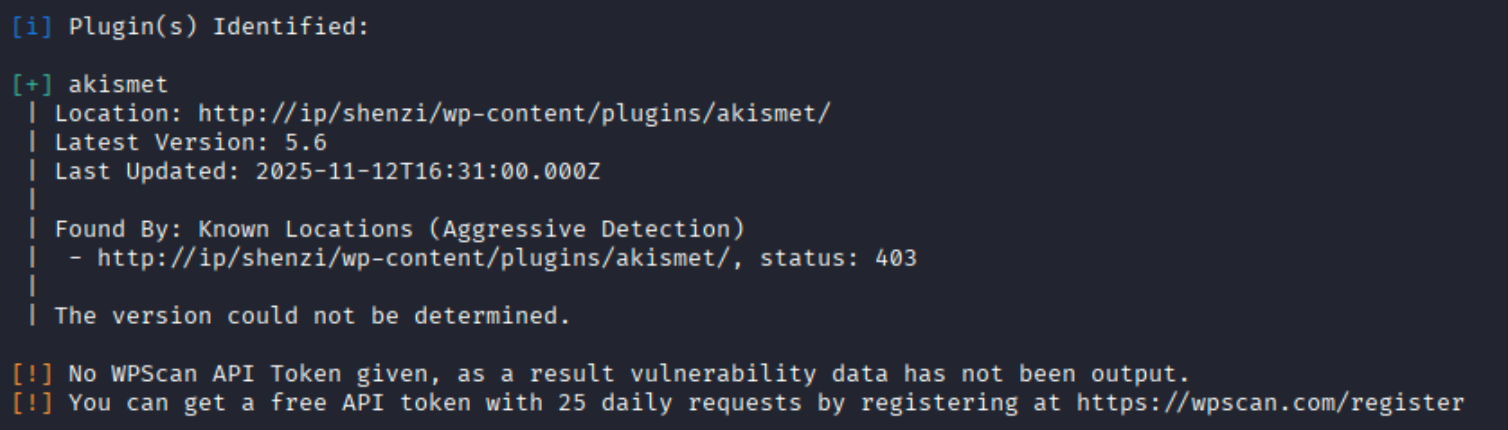 [i] Plugin(s) Identified:
[+] akismet
| Location: http://ip/shenzi/wp-content/plugins/akismet/
| Latest Version: 5.6
| Last Updated: 2025-11-12T16:31:00.000Z
|
| Found By: Known Locations (Aggressive Detection)
|  - http://ip/shenzi/wp-content/plugins/akismet/, status: 403
|
| The version could not be determined.
[!] No WPScan API Token given, as a result vulnerability data has not been output.
[!] You can get a free API token with 25 daily requests by registering at https://wpscan.com/register